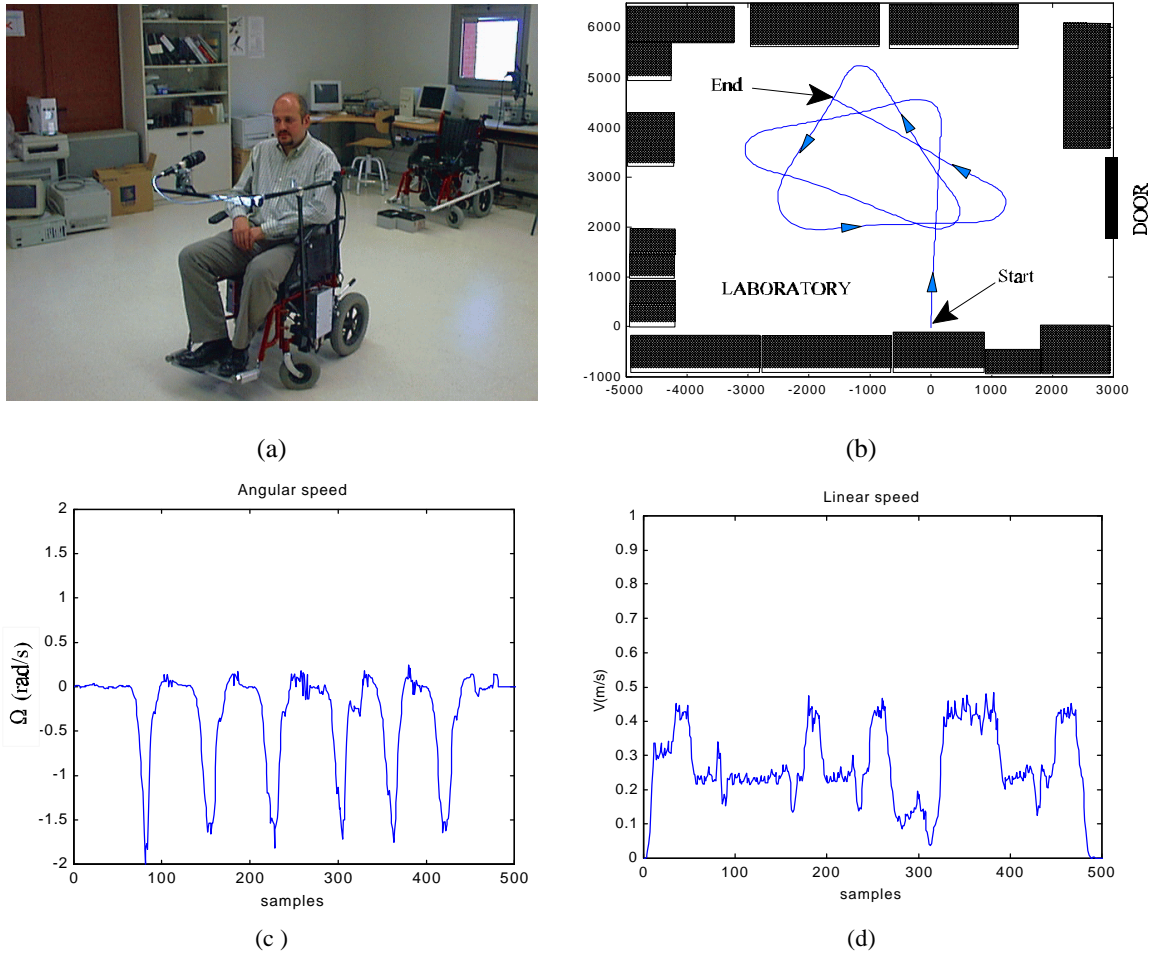 6500
6000
5000
4000
3000
2000
1000
0
-1000
-5000 -4000 -3000 -2000 -1000 0 1000 2000 3000
End
Start
LABORATORY
DOOR
(a)
(b)
Angular speed
2
1.5
1
0.5
0
-0.5
-1
-1.5
-2
Ω (rad/s)
0 100 200 300 400 500
samples
(c )
Linear speed
1
0.9
0.8
0.7
0.6
0.5
0.4
0.3
0.2
0.1
0
V(m/s)
0 100 200 300 400 500
samples
(d)